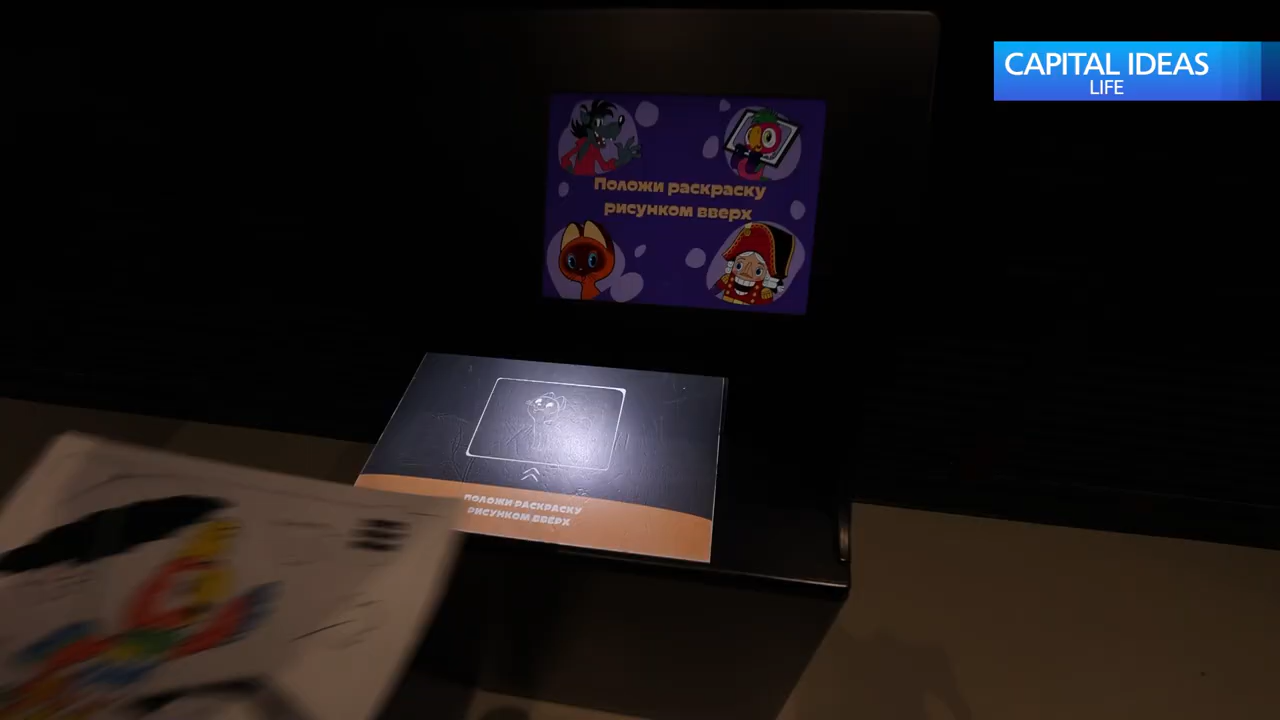 CAPITAL IDEAS
LIFE
Положи раскраску
рисунком вверх
ПОЛОЖИ РАСКРАСКУ
РИСУНКОМ ВВЕРХ